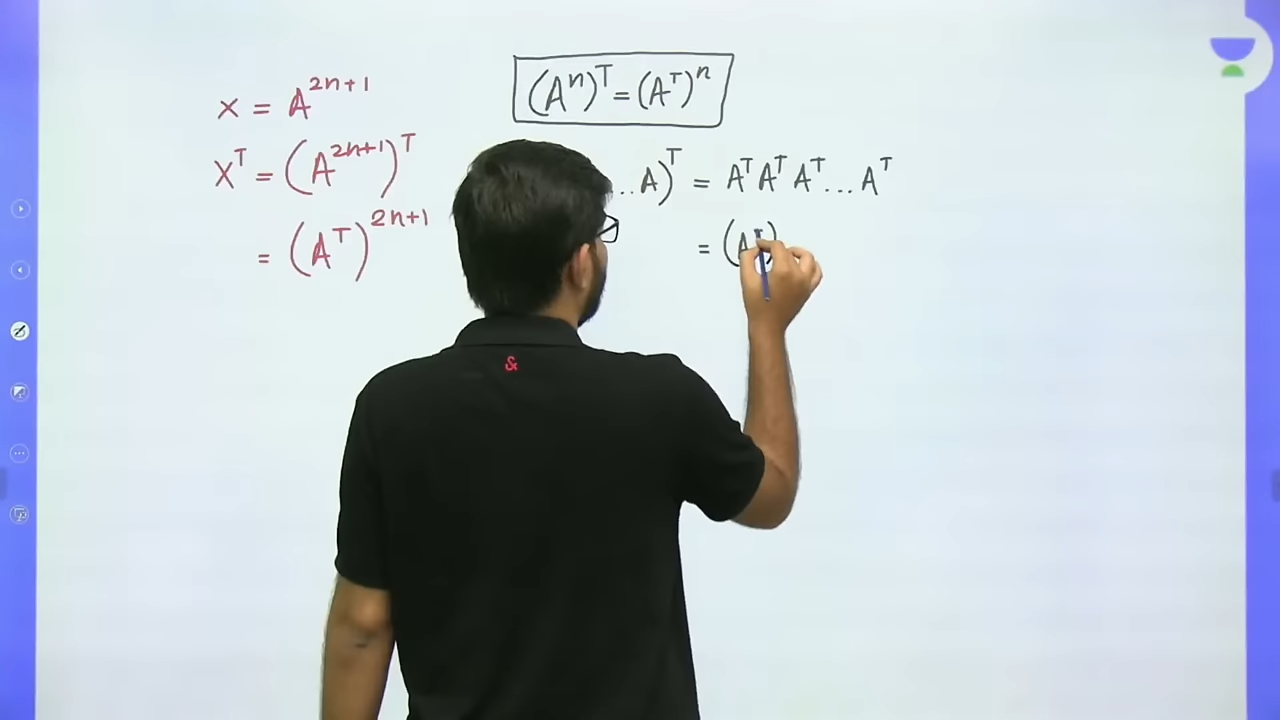 x = A^{2n+1}
x^T = (A^{2n+1})^T
= (A^T)^{2n+1}
(A^n)^T = (A^T)^n
..A)^T = A^T A^T A^T ... A^T
= (A^T)
&